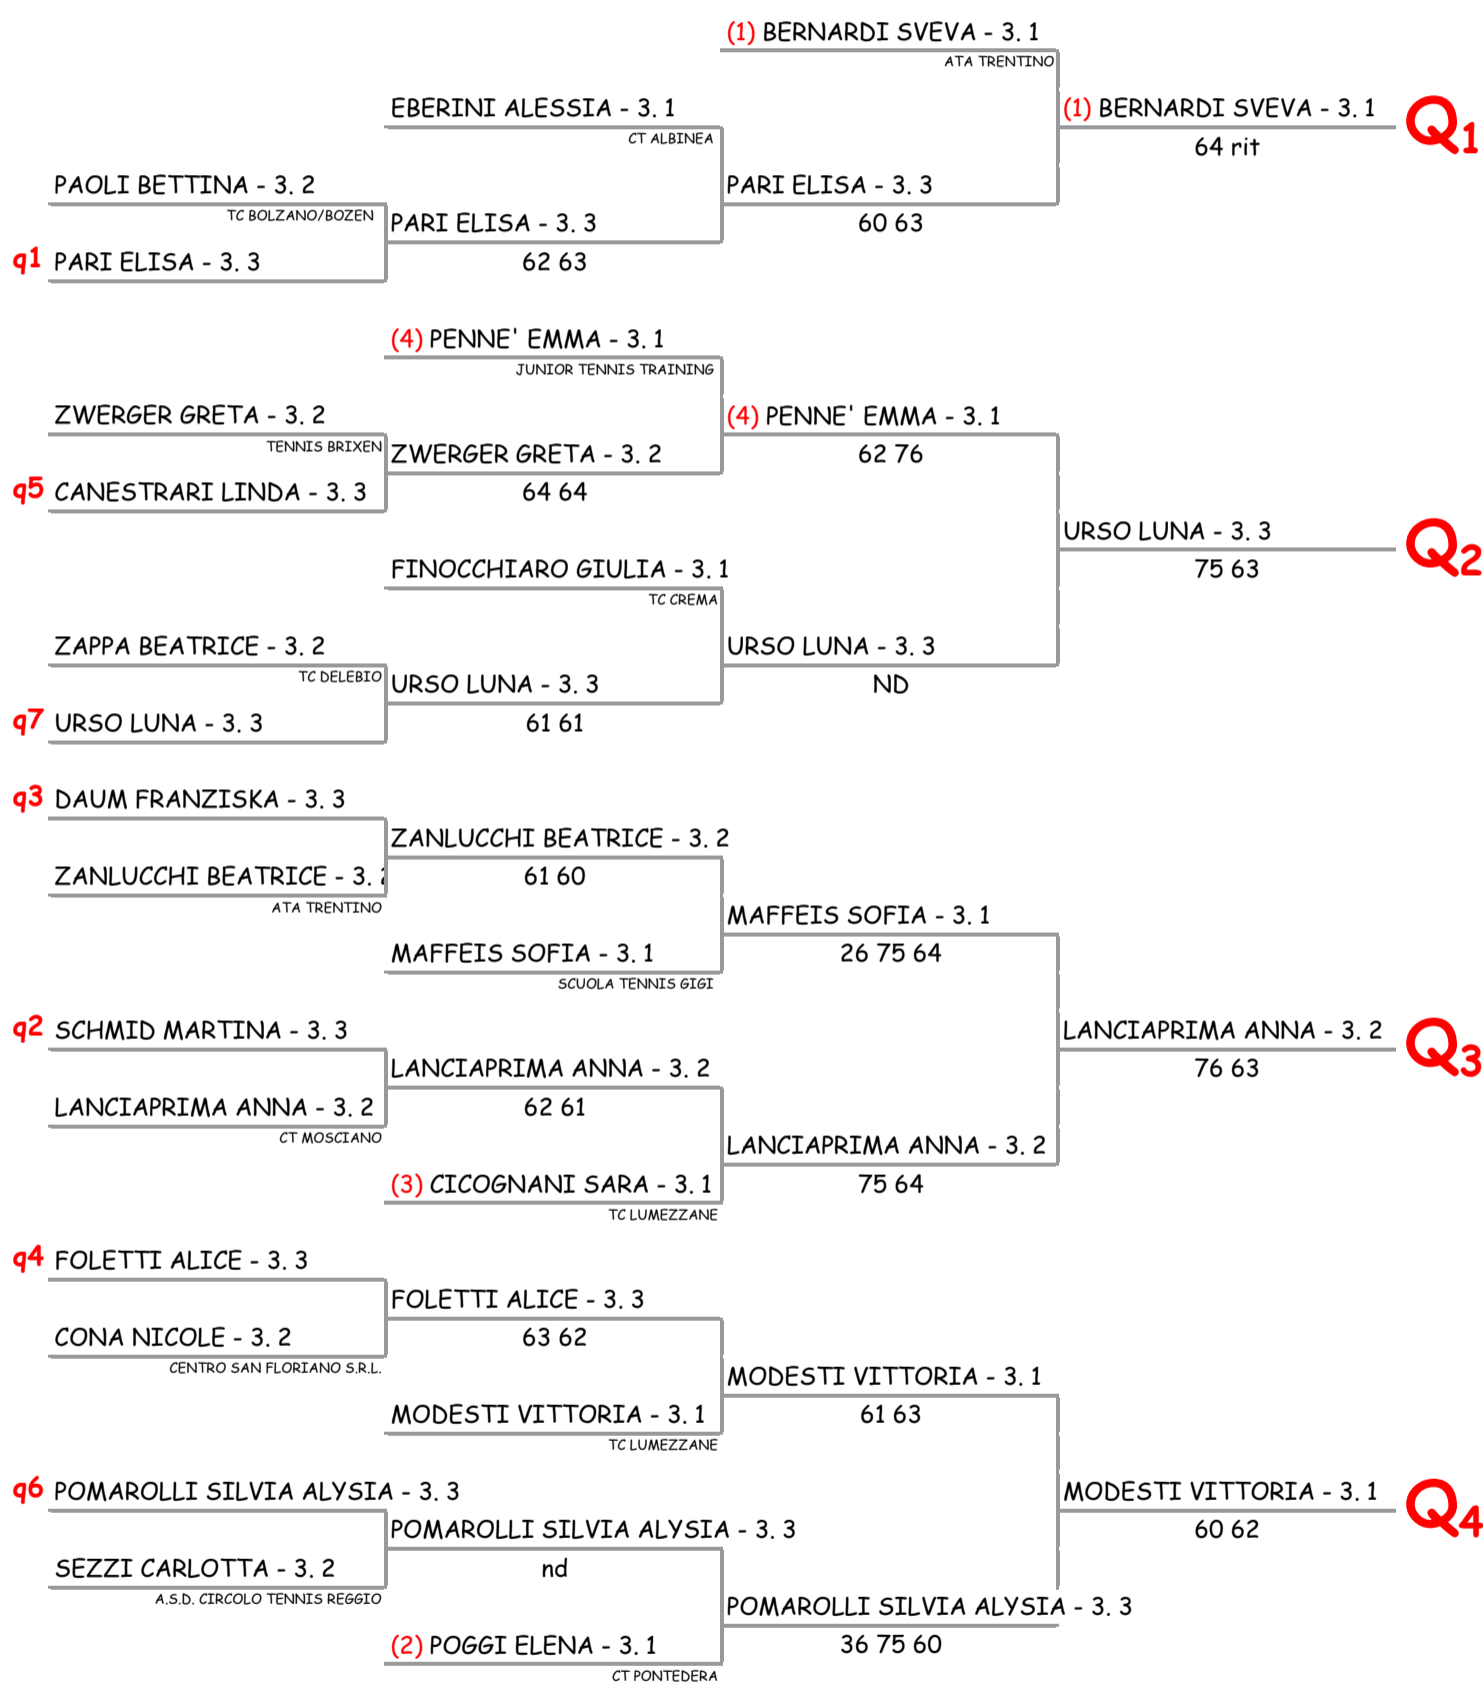 (1) BERNARDI SVEVA - 3. 1
ATA TRENTINO
EBERINI ALESSIA - 3. 1
(1) BERNARDI SVEVA - 3. 1
Q1
CT ALBINEA
64 rit
PAOLI BETTINA - 3. 2
PARI ELISA - 3. 3
TC BOLZANO/BOZEN
PARI ELISA - 3. 3
60 63
q1 PARI ELISA - 3. 3
62 63
(4) PENNE' EMMA - 3. 1
JUNIOR TENNIS TRAINING
ZWERGER GRETA - 3. 2
(4) PENNE' EMMA - 3. 1
TENNIS BRIXEN
ZWERGER GRETA - 3. 2
62 76
q5 CANESTRARI LINDA - 3. 3
64 64
URSO LUNA - 3. 3
Q2
FINOCCHIARO GIULIA - 3. 1
75 63
TC CREMA
ZAPPA BEATRICE - 3. 2
URSO LUNA - 3. 3
TC DELEBIO
URSO LUNA - 3. 3
ND
q7 URSO LUNA - 3. 3
61 61
q3 DAUM FRANZISKA - 3. 3
ZANLUCCHI BEATRICE - 3. 2
ZANLUCCHI BEATRICE - 3. 2
61 60
ATA TRENTINO
MAFFEIS SOFIA - 3. 1
MAFFEIS SOFIA - 3. 1
26 75 64
SCUOLA TENNIS GIGI
q2 SCHMID MARTINA - 3. 3
LANCIAPRIMA ANNA - 3. 2
Q3
LANCIAPRIMA ANNA - 3. 2
76 63
LANCIAPRIMA ANNA - 3. 2
62 61
CT MOSCIANO
LANCIAPRIMA ANNA - 3. 2
(3) CICOGNANI SARA - 3. 1
75 64
TC LUMEZZANE
q4 FOLETTI ALICE - 3. 3
FOLETTI ALICE - 3. 3
CONA NICOLE - 3. 2
63 62
CENTRO SAN FLORIANO S.R.L.
MODESTI VITTORIA - 3. 1
MODESTI VITTORIA - 3. 1
61 63
TC LUMEZZANE
q6 POMAROLLI SILVIA ALYSIA - 3. 3
MODESTI VITTORIA - 3. 1
Q4
POMAROLLI SILVIA ALYSIA - 3. 3
60 62
SEZZI CARLOTTA - 3. 2
nd
A.S.D. CIRCOLO TENNIS REGGIO
POMAROLLI SILVIA ALYSIA - 3. 3
(2) POGGI ELENA - 3. 1
36 75 60
CT PONTEDERA